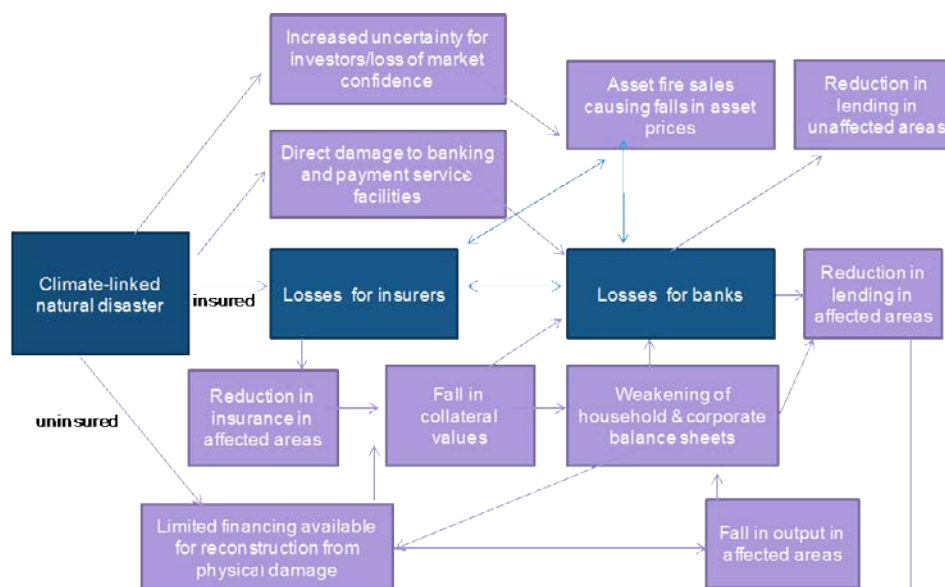 Increased uncertainty for
investors/loss of market
confidence
Asset fire sales
causing falls in asset
prices
Reduction in
lending in
unaffected areas
Direct damage to banking
and payment service
facilities
Climate-linked
natural disaster
insured
Losses for insurers
Losses for banks
Reduction in
lending in
affected areas
uninsured
Reduction in
insurance in
affected areas
Fall in
collateral
values
Weakening of
household & corporate
balance sheets
Limited financing available
for reconstruction from
physical damage
Fall in output in
affected areas